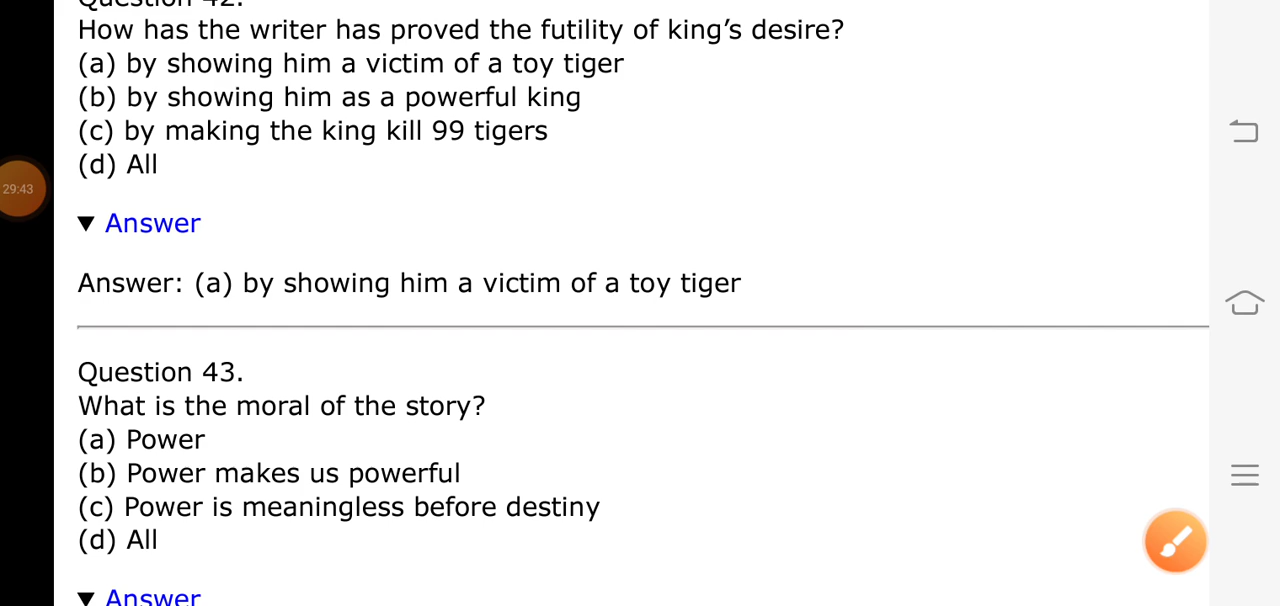 Question 42.
How has the writer has proved the futility of king’s desire?
(a) by showing him a victim of a toy tiger
(b) by showing him as a powerful king
(c) by making the king kill 99 tigers
(d) All
29:43
▼ Answer
Answer: (a) by showing him a victim of a toy tiger
Question 43.
What is the moral of the story?
(a) Power
(b) Power makes us powerful
(c) Power is meaningless before destiny
(d) All
▼ Answer